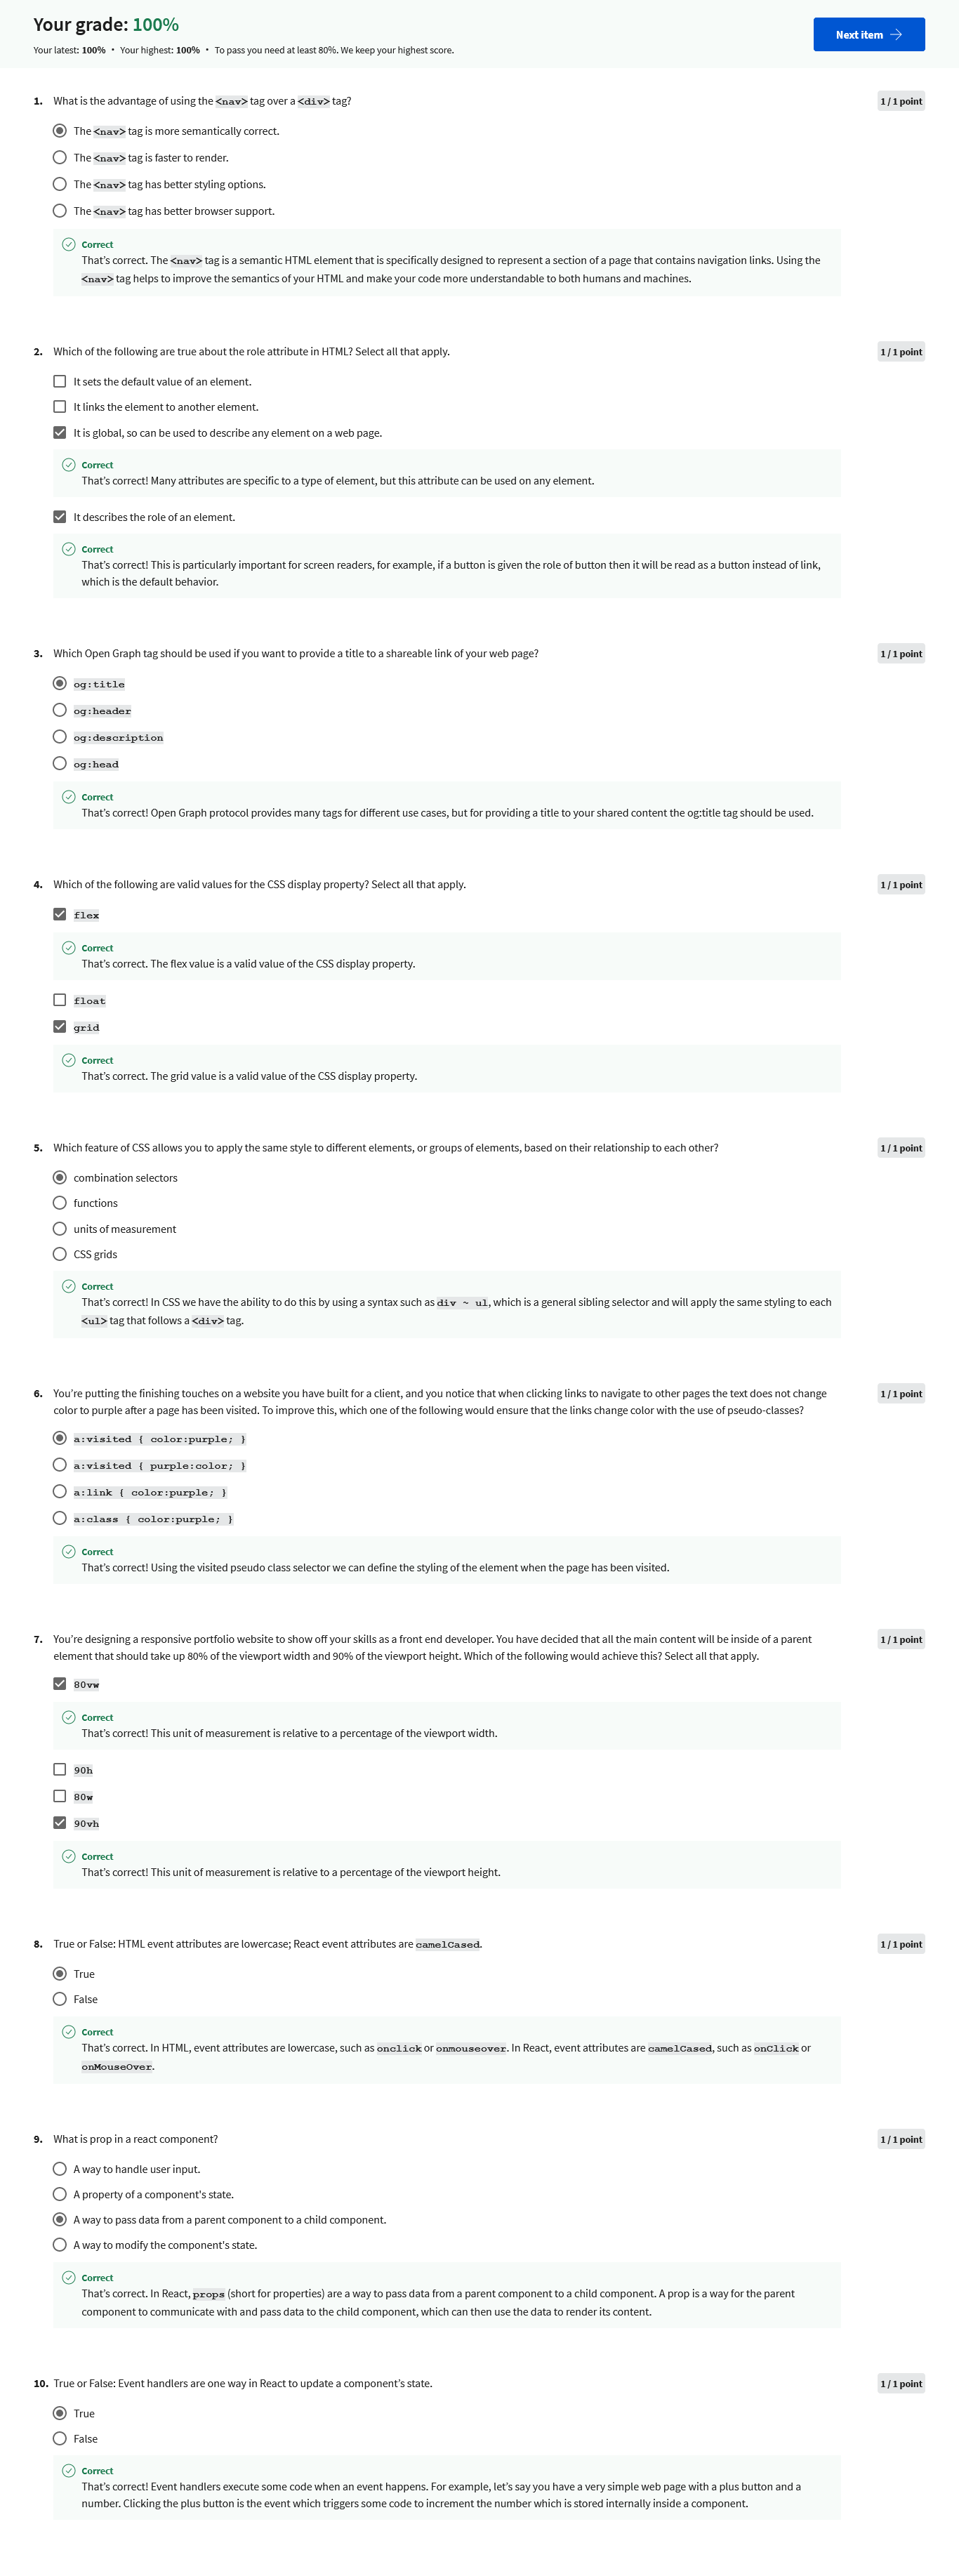 Your grade: 100%
Your latest: 100% • Your highest: 100% • To pass you need at least 80%. We keep your highest score.
Next item →
1. What is the advantage of using the <nav> tag over a <div> tag?
1 / 1 point
The <nav> tag is more semantically correct.
The <nav> tag is faster to render.
The <nav> tag has better styling options.
The <nav> tag has better browser support.
Correct
That's correct. The <nav> tag is a semantic HTML element that is specifically designed to represent a section of a page that contains navigation links. Using the
<nav> tag helps to improve the semantics of your HTML and make your code more understandable to both humans and machines.
2. Which of the following are true about the role attribute in HTML? Select all that apply.
1 / 1 point
It sets the default value of an element.
It links the element to another element.
It is global, so can be used to describe any element on a web page.
Correct
That's correct! Many attributes are specific to a type of element, but this attribute can be used on any element.
It describes the role of an element.
Correct
That's correct! This is particularly important for screen readers, for example, if a button is given the role of button then it will be read as a button instead of link,
which is the default behavior.
3. Which Open Graph tag should be used if you want to provide a title to a shareable link of your web page?
1 / 1 point
og:title
og:header
og:description
og:head
Correct
That's correct! Open Graph protocol provides many tags for different use cases, but for providing a title to your shared content the og:title tag should be used.
4. Which of the following are valid values for the CSS display property? Select all that apply.
1 / 1 point
flex
Correct
That's correct. The flex value is a valid value of the CSS display property.
float
grid
Correct
That's correct. The grid value is a valid value of the CSS display property.
5. Which feature of CSS allows you to apply the same style to different elements, or groups of elements, based on their relationship to each other?
1 / 1 point
combination selectors
functions
units of measurement
CSS grids
Correct
That's correct! In CSS we have the ability to do this by using a syntax such as div ~ ul, which is a general sibling selector and will apply the same styling to each
<ul> tag that follows a <div> tag.
6. You're putting the finishing touches on a website you have built for a client, and you notice that when clicking links to navigate to other pages the text does not change
color to purple after a page has been visited. To improve this, which one of the following would ensure that the links change color with the use of pseudo-classes?
1 / 1 point
a:visited { color:purple; }
a:visited { purple:color; }
a:link { color:purple; }
a:class { color:purple; }
Correct
That's correct! Using the visited pseudo class selector we can define the styling of the element when the page has been visited.
7. You're designing a responsive portfolio website to show off your skills as a front end developer. You have decided that all the main content will be inside of a parent
element that should take up 80% of the viewport width and 90% of the viewport height. Which of the following would achieve this? Select all that apply.
1 / 1 point
80vw
Correct
That's correct! This unit of measurement is relative to a percentage of the viewport width.
90h
80w
90vh
Correct
That's correct! This unit of measurement is relative to a percentage of the viewport height.
8. True or False: HTML event attributes are lowercase; React event attributes are camelCased.
1 / 1 point
True
False
Correct
That's correct. In HTML, event attributes are lowercase, such as onclick or onmouseover. In React, event attributes are camelCased, such as onClick or
onMouseOver.
9. What is prop in a react component?
1 / 1 point
A way to handle user input.
A property of a component's state.
A way to pass data from a parent component to a child component.
A way to modify the component's state.
Correct
That's correct. In React, props (short for properties) are a way to pass data from a parent component to a child component. A prop is a way for the parent
component to communicate with and pass data to the child component, which can then use the data to render its content.
10. True or False: Event handlers are one way in React to update a component's state.
1 / 1 point
True
False
Correct
That's correct! Event handlers execute some code when an event happens. For example, let's say you have a very simple web page with a plus button and a
number. Clicking the plus button is the event which triggers some code to increment the number which is stored internally inside a component.